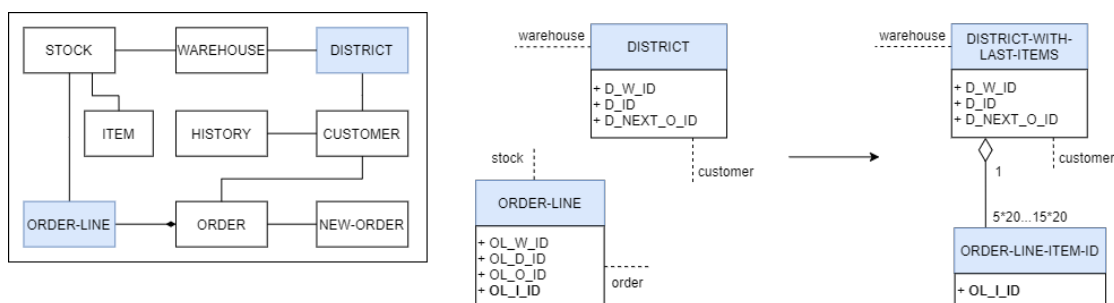 STOCK
WAREHOUSE
DISTRICT
ITEM
HISTORY
CUSTOMER
ORDER-LINE
ORDER
NEW-ORDER
warehouse
DISTRICT
+ D_W_ID
+ D_ID
+ D_NEXT_O_ID
customer
stock
ORDER-LINE
+ OL_W_ID
+ OL_D_ID
+ OL_O_ID
+ OL_I_ID
order
warehouse
DISTRICT-WITH-
LAST-ITEMS
+ D_W_ID
+ D_ID
+ D_NEXT_O_ID
customer
1
5*20...15*20
ORDER-LINE-ITEM-ID
+ OL_I_ID